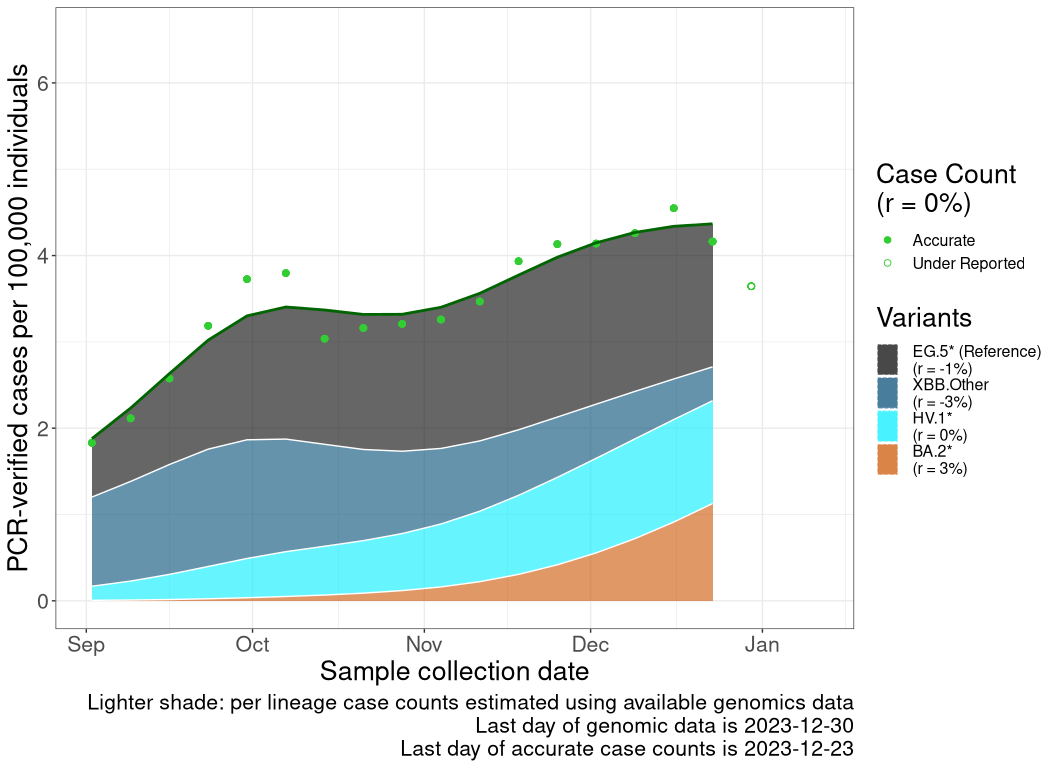 PCR-verified cases per 100,000 individuals
6
4
2
0
Sep
Oct
Nov
Dec
Jan
Sample collection date
Lighter shade: per lineage case counts estimated using available genomics data
Last day of genomic data is 2023-12-30
Last day of accurate case counts is 2023-12-23
Case Count
(r = 0%)
Accurate
Under Reported
Variants
EG.5* (Reference)
(r = -1%)
XBB.Other
(r = -3%)
HV.1*
(r = 0%)
BA.2*
(r = 3%)